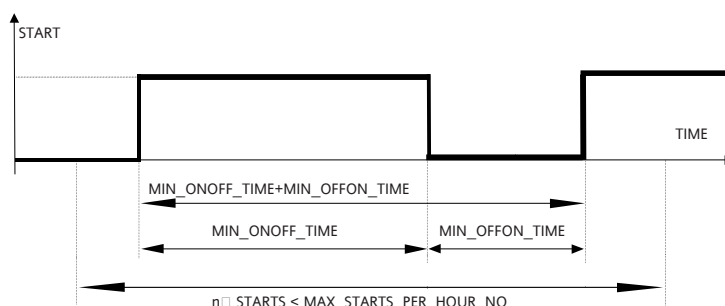 START
TIME
MIN_ONOFF_TIME+MIN_OFFON_TIME
MIN_ONOFF_TIME
MIN_OFFON_TIME
n□ STARTS < MAX_STARTS_PER_HOUR_NO